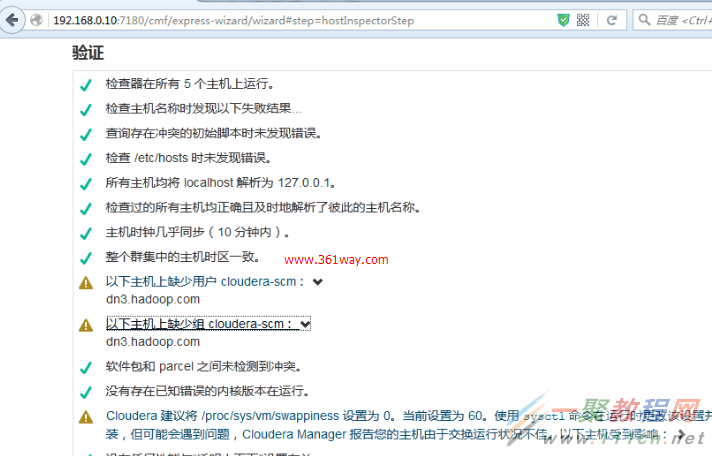 192.168.0.10:7180/cmf/express-wizard/wizard#step=hostInspectorStep
百度 <Ctrl+
验证
检查器在所有 5 个主机上运行。
检查主机名称时发现以下失败结果...
查询存在冲突的初始脚本时未发现错误。
检查 /etc/hosts 时未发现错误。
所有主机均将 localhost 解析为 127.0.0.1。
检查过的所有主机均正确且及时地解析了彼此的主机名称。
主机时钟几乎同步（10 分钟内）。
整个群集中的主机时区一致。
www.361way.com
以下主机上缺少用户 cloudera-scm：
dn3.hadoop.com
以下主机上缺少组 cloudera-scm：
dn3.hadoop.com
软件包和 parcel 之间未检测到冲突。
没有存在已知错误的内核版本在运行。
Cloudera 建议将 /proc/sys/vm/swappiness 设置为 0。当前设置为 60。使用 sysctl 命令在运行时更改该设置并
装，但可能会遇到问题，Cloudera Manager 报告您的主机由于交换运行状况不佳。以下主机受到影响：
一聚教程网
www.111cn.net